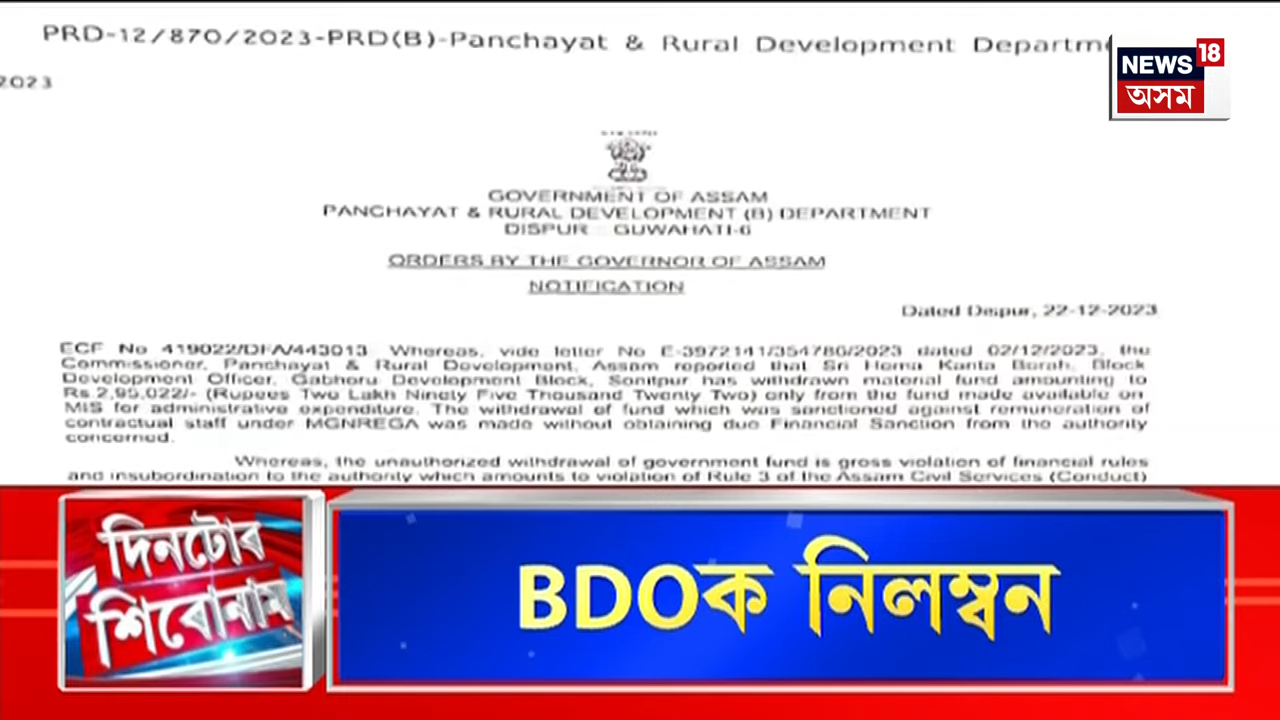 PRD-12/870/2023-PRD(B)-Panchayat & Rural Development
2023
NEWS 18
অসম
GOVERNMENT OF ASSAM
PANCHAYAT & RURAL DEVELOPMENT (B) DEPARTMENT
DISPUR GUWAHATI-6
ORDERS BY THE GOVERNOR OF ASSAM
NOTIFICATION
Dated Dispur, 22-12-2023
ECF No 419022/DFA/443013 Whereas, vide letter No E-3972141/354786/2023 dated 02/12/2023, the
Commissioner, Panchayat & Rural Development, Assam reported that Sri Hema Kanta Borah, Block
Development Officer, Gabhoru Development Block, Sonitpur has withdrawn material fund amounting to
Rs.2,95,022/- (Rupees Two Lakh Ninety Five Thousand Twenty Two) only from the fund made available on
MIS for administrative expenditure. The withdrawal of fund which was sanctioned against remuneration of
contractual staff under MGNREGA was made without obtaining due Financial Sanction from the authority
concerned.
Whereas, the unauthorized withdrawal of government fund is gross violation of financial rules
and insubordination to the authority which amounts to violation of Rule 3 of the Assam Civil Services (Conduct)
দিনটোৰ
শিৰোনাম
BDOক নিলম্বন